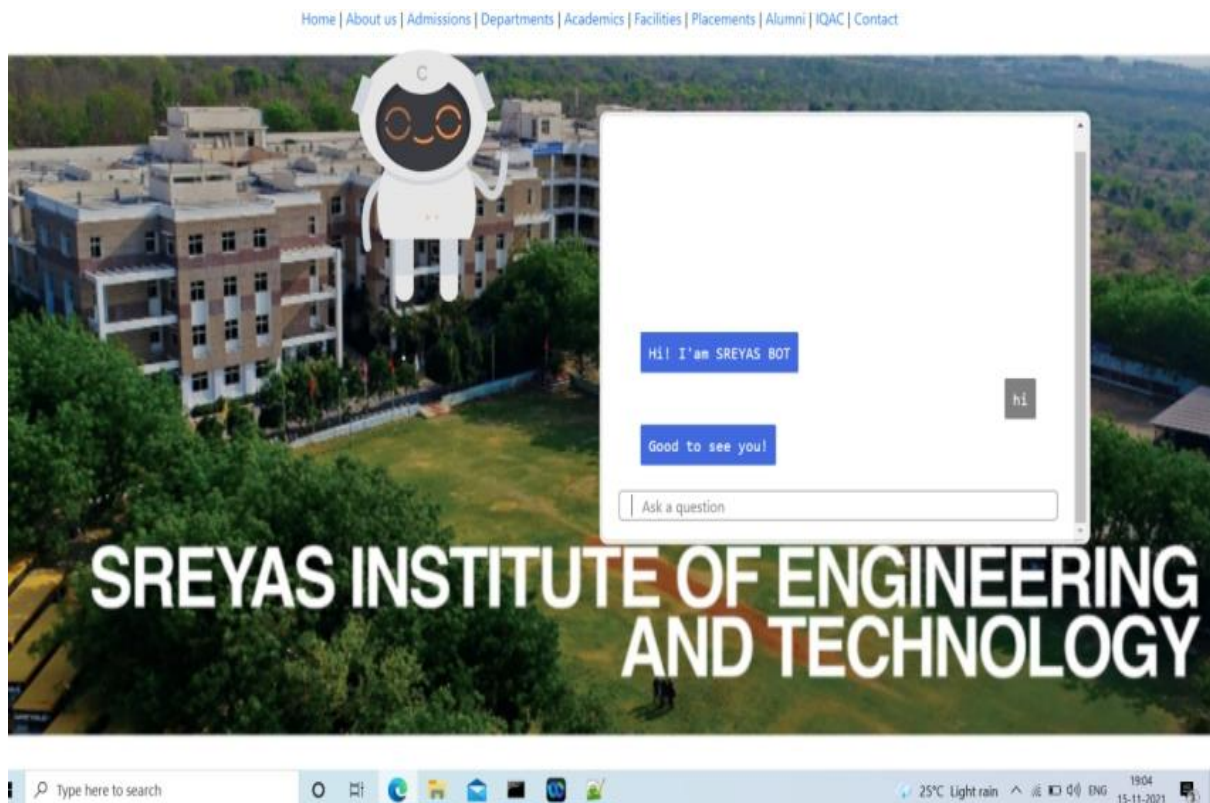 Home | About us | Admissions | Departments | Academics | Facilities | Placements | Alumni | IQAC | Contact
C
Hi! I'am SREYAS BOT
hi
Good to see you!
Ask a question
SREYAS INSTITUTE OF ENGINEERING
AND TECHNOLOGY
Type here to search
25°C Light rain
ENG
19:04
15-11-2021